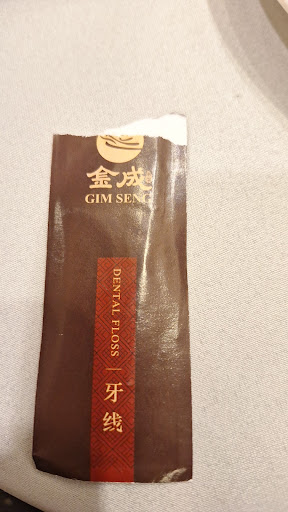 金成
GIM SENG
DENTAL FLOSS | 牙线